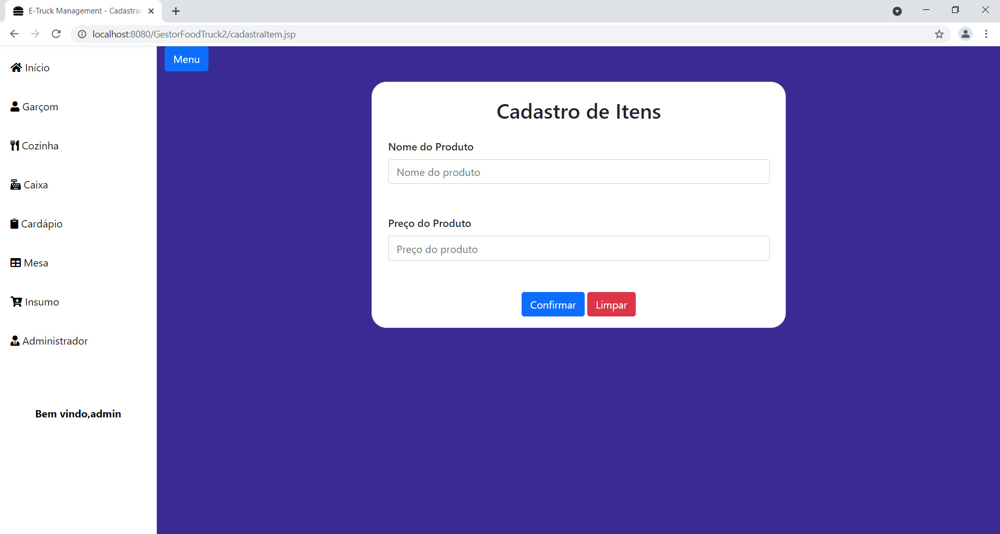 E-Truck Management - Cadastrar
localhost:8080/GestorFoodTruck2/cadastraItem.jsp
Início
Garçom
Cozinha
Caixa
Cardápio
Mesa
Insumo
Administrador
Bem vindo,admin
Menu
Cadastro de Itens
Nome do Produto
Nome do produto
Preço do Produto
Preço do produto
Confirmar Limpar